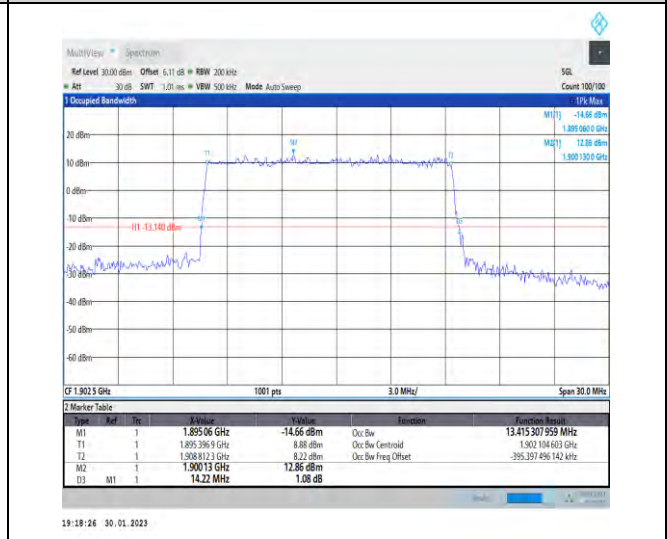 MultiView Spectrum
Ref Level 30.00 dBm Offset 6.11 dB RBW 200 kHz SGL
Att 30 dB SWT 1.01 ms VBW 500 kHz Mode Auto Sweep Count 100/100
1 Occupied Bandwidth 1Pk Max
M1[1] -14.66 dBm
1.895 060 0 GHz
M2[1] 12.86 dBm
1.900 130 0 GHz
20 dBm
M2
T1
T2
10 dBm
0 dBm
-10 dBm
H1 -13.140 dBm
-20 dBm
-30 dBm
-40 dBm
-50 dBm
-60 dBm
CF 1.902 5 GHz 1001 pts 3.0 MHz/ Span 30.0 MHz
2 Marker Table
Type Ref Trc X-Value Y-Value Function Function Result
M1 1 1.895 06 GHz -14.66 dBm Occ Bw 13.415 307 959 MHz
T1 1 1.895 396 9 GHz 8.88 dBm Occ Bw Centroid 1.902 104 603 GHz
T2 1 1.908 812 3 GHz 8.22 dBm Occ Bw Freq Offset -395.397 496 142 kHz
M2 1 1.900 13 GHz 12.86 dBm
D3 M1 1 14.22 MHz 1.08 dB
19:18:26 30.01.2023